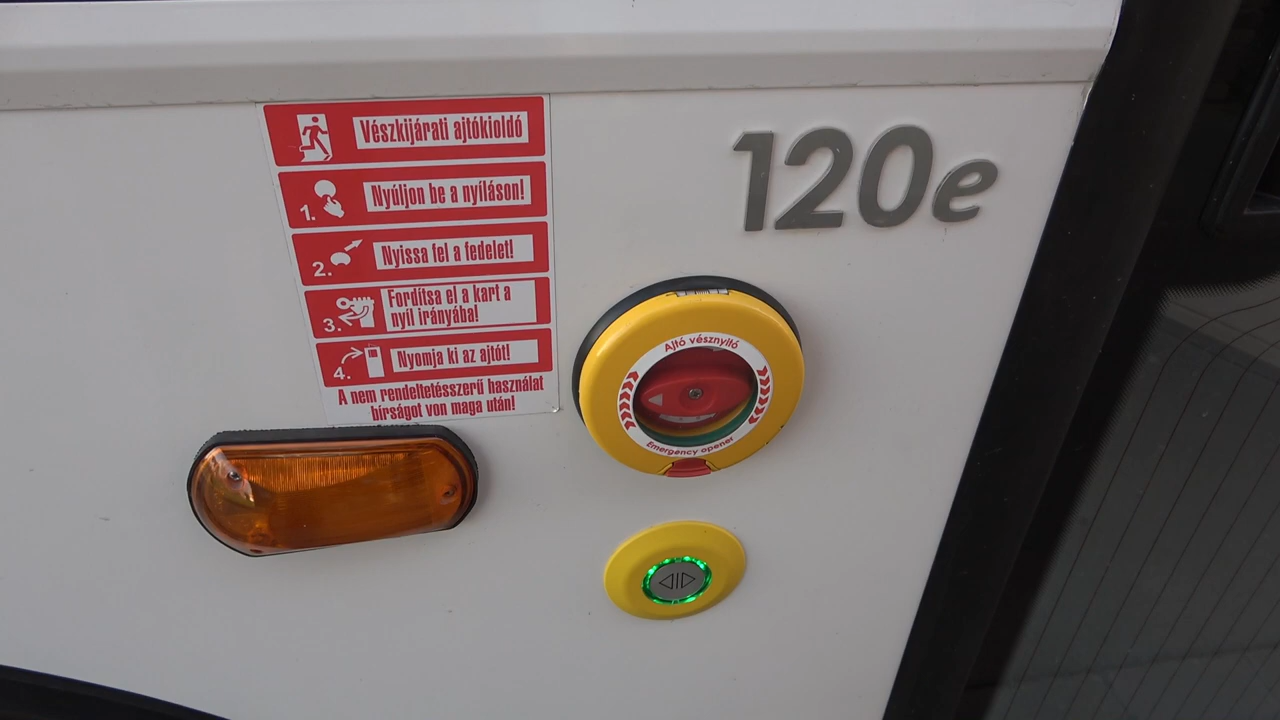 Vészkijárati ajtókioldó
1. Nyúljon be a nyíláson!
2. Nyissa fel a fedelet!
3. Fordítsa el a kart a
nyíl irányába!
4. Nyomja ki az ajtót!
A nem rendeltetésszerű használat
bírságot von maga után!
120e
Ajtó vésznyitó
Emergency opener